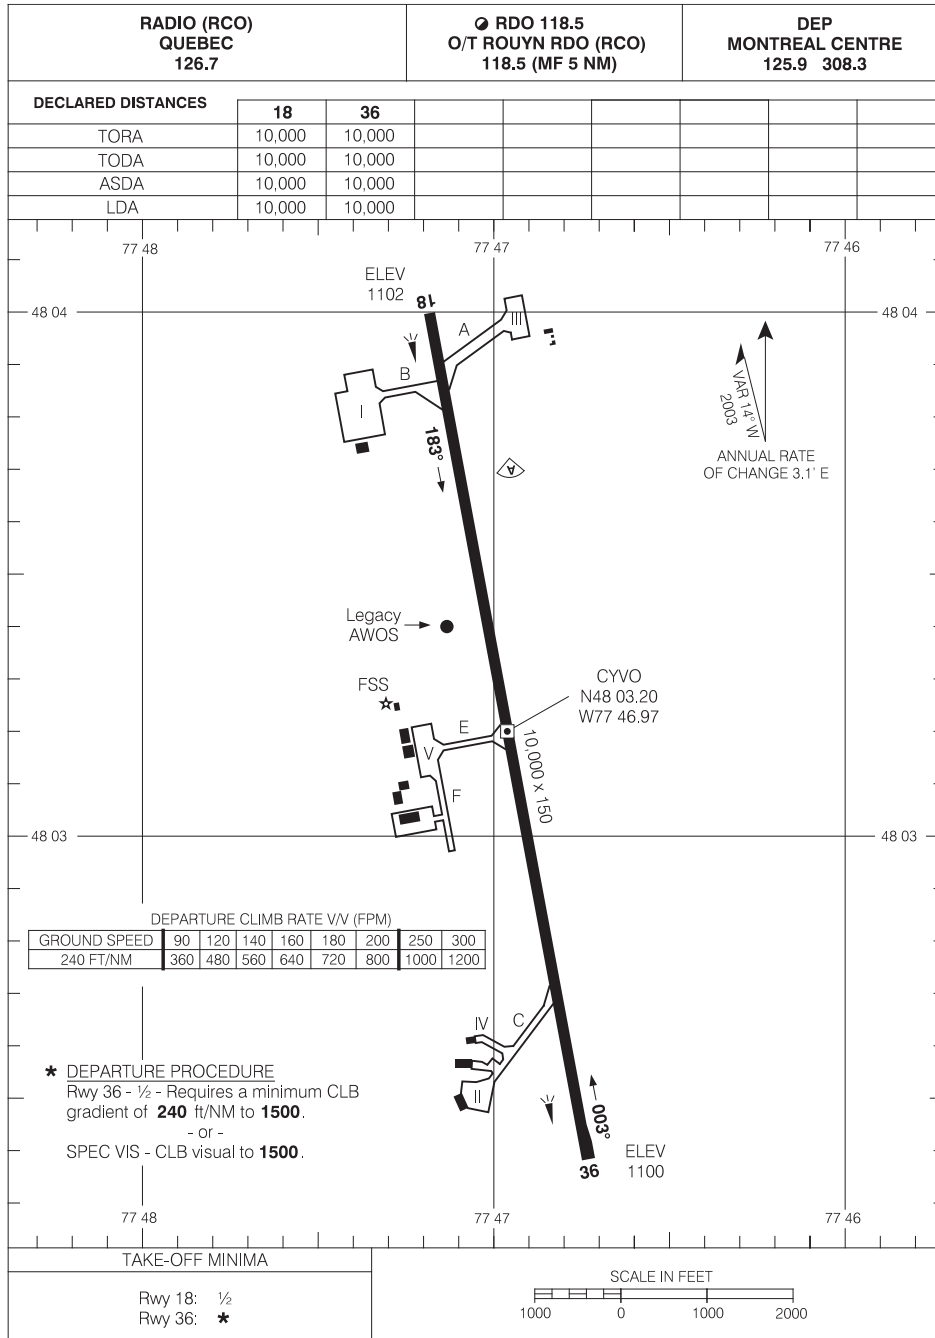 RADIO (RCO)
QUEBEC
126.7
RDO 118.5
O/T ROUYN RDO (RCO)
118.5 (MF 5 NM)
DEP
MONTREAL CENTRE
125.9 308.3
DECLARED DISTANCES 18 36
TORA 10,000 10,000
TODA 10,000 10,000
ASDA 10,000 10,000
LDA 10,000 10,000
77 48 77 47 77 46
ELEV
1102
18
48 04 48 04
A
III
B
I
183°
A
VAR 14° W
2003
ANNUAL RATE
OF CHANGE 3.1' E
Legacy
AWOS
FSS
CYVO
N48 03.20
W77 46.97
E
V
F
10,000 x 150
48 03 48 03
DEPARTURE CLIMB RATE V/V (FPM)
GROUND SPEED 90 120 140 160 180 200 250 300
240 FT/NM 360 480 560 640 720 800 1000 1200
IV
C
II
* DEPARTURE PROCEDURE
Rwy 36 - ½ - Requires a minimum CLB
gradient of 240 ft/NM to 1500.
- or -
SPEC VIS - CLB visual to 1500.
003°
36
ELEV
1100
77 48 77 47 77 46
TAKE-OFF MINIMA
Rwy 18: ½
Rwy 36: *
SCALE IN FEET
1000 0 1000 2000